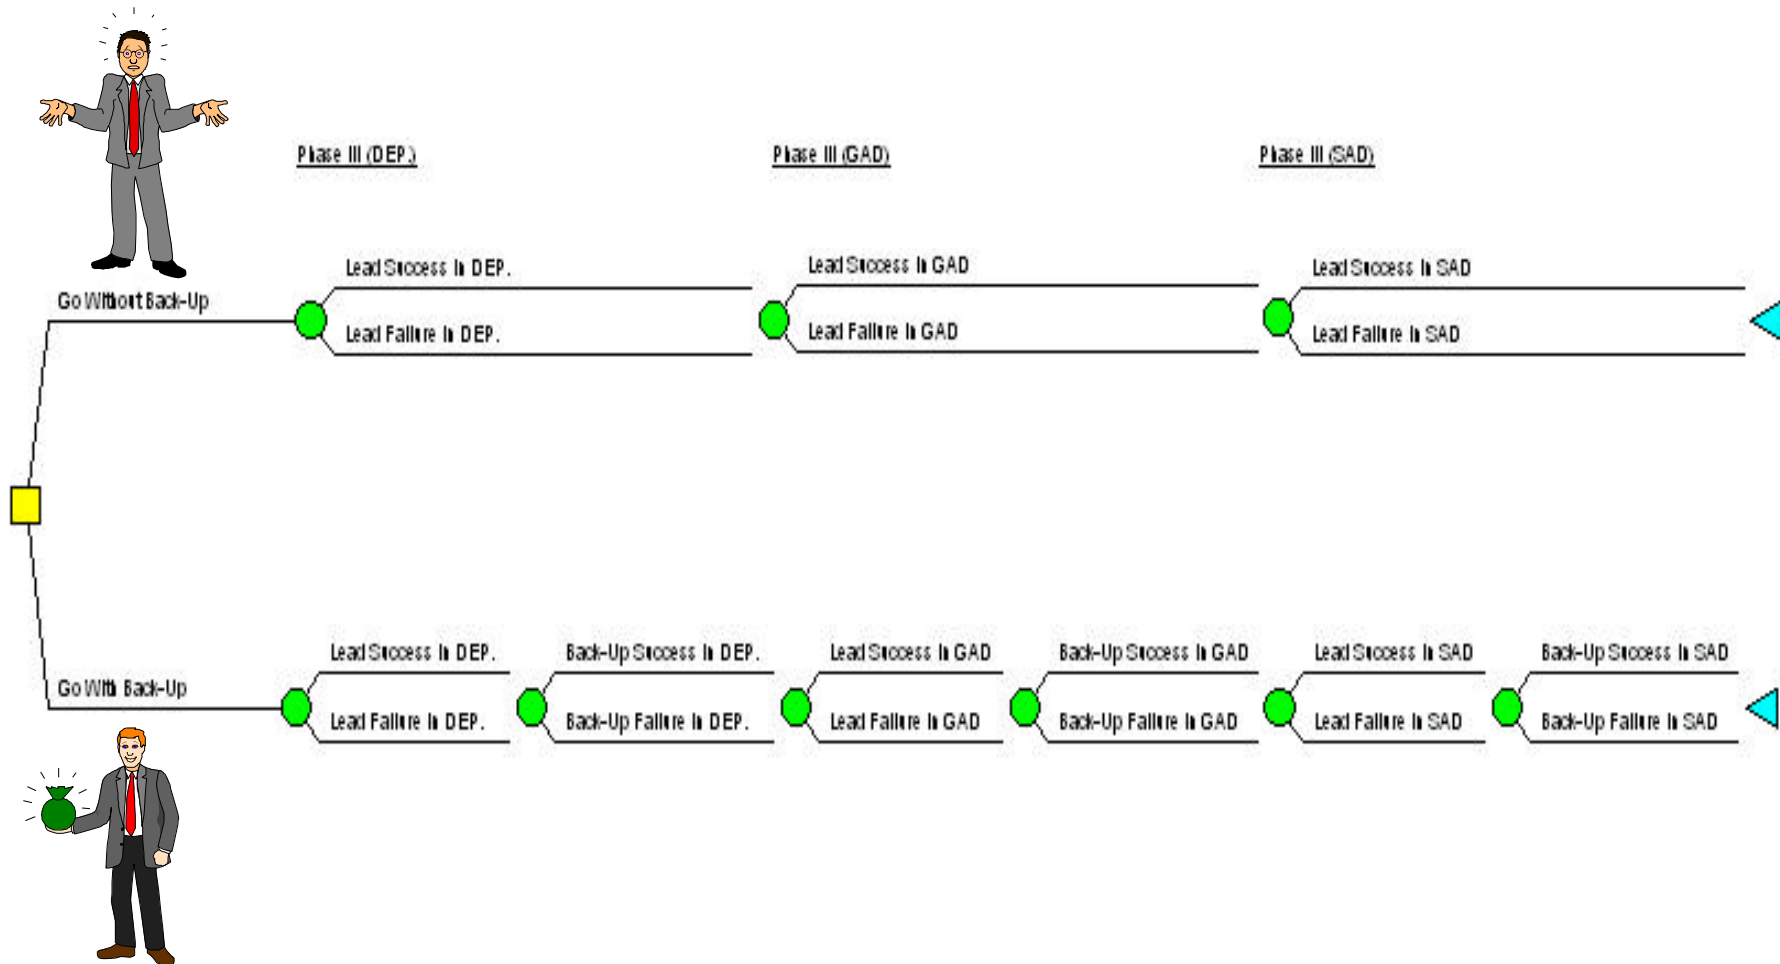 Phase III (DEP.)
Phase III (GAD)
Phase III (SAD)
Lead Success In DEP.
Lead Success In GAD
Lead Success In SAD
Go Without Back-Up
Lead Failure In DEP.
Lead Failure In GAD
Lead Failure In SAD
Lead Success In DEP.
Back-Up Success In DEP.
Lead Success In GAD
Back-Up Success In GAD
Lead Success In SAD
Back-Up Success In SAD
Go With Back-Up
Lead Failure In DEP.
Back-Up Failure In DEP.
Lead Failure In GAD
Back-Up Failure In GAD
Lead Failure In SAD
Back-Up Failure In SAD